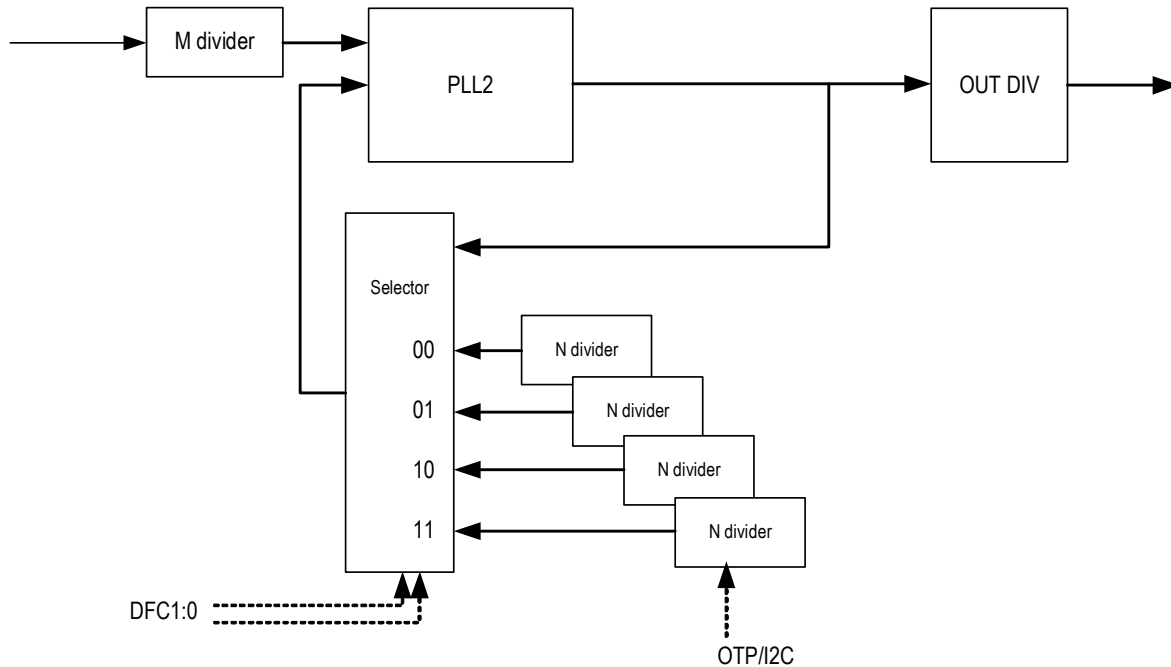 M divider
PLL2
OUT DIV
Selector
00
N divider
01
N divider
10
N divider
11
N divider
DFC1:0
OTP/I2C